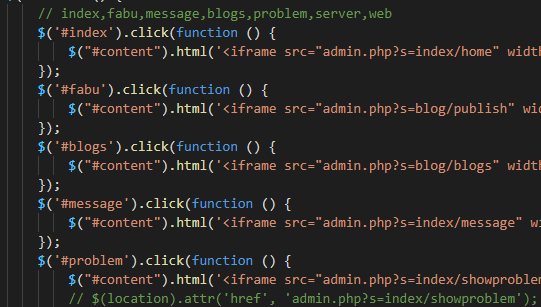 // index,fabu,message,blogs,problem,server,web
$('#index').click(function () {
$("#content").html('<iframe src="admin.php?s=index/home" width
});
$('#fabu').click(function () {
$("#content").html('<iframe src="admin.php?s=blog/publish" wid
});
$('#blogs').click(function () {
$("#content").html('<iframe src="admin.php?s=blog/blogs" width
});
$('#message').click(function () {
$("#content").html('<iframe src="admin.php?s=index/message" wi
});
$('#problem').click(function () {
$("#content").html('<iframe src="admin.php?s=index/showproblem
// $(location).attr('href', 'admin.php?s=index/showproblem');